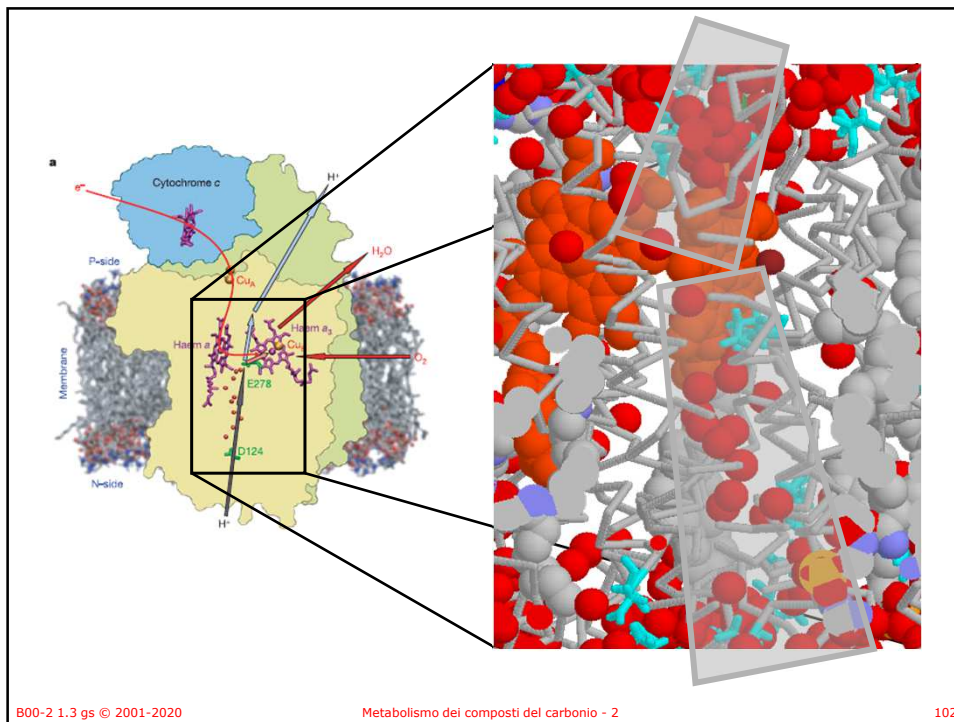 a
e⁻
Cytochrome c
H⁺
H₂O
P-side
CuA
Membrane
Haem a
Haem a₃
O₂
E278
D124
N-side
H⁺
B00-2 1.3 gs © 2001-2020
Metabolismo dei composti del carbonio - 2
102